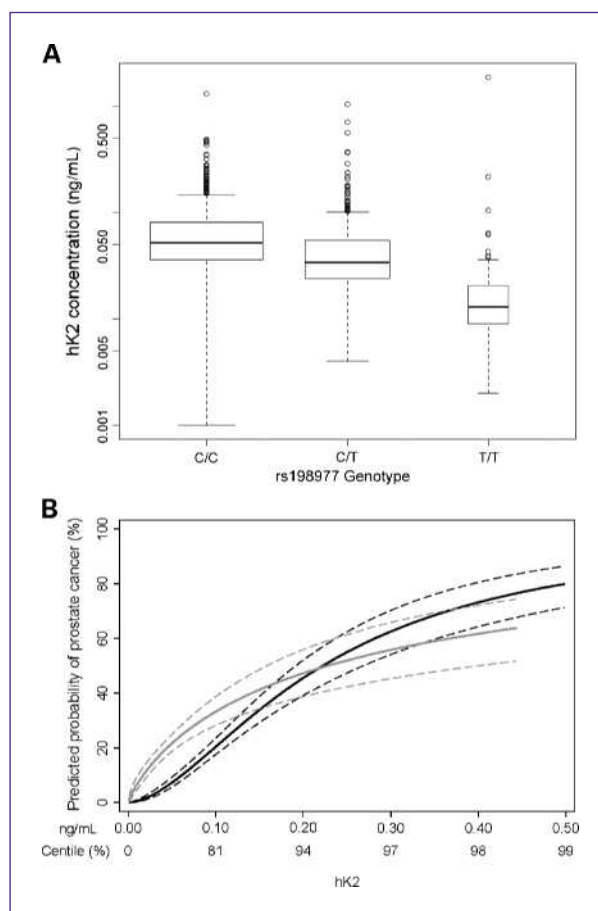 A
hK2 concentration (ng/mL)
0.500
0.050
0.005
0.001
C/C C/T T/T
rs198977 Genotype
B
Predicted probability of prostate cancer (%)
100
80
60
40
20
0
ng/mL 0.00 0.10 0.20 0.30 0.40 0.50
Centile (%) 0 81 94 97 98 99
hK2